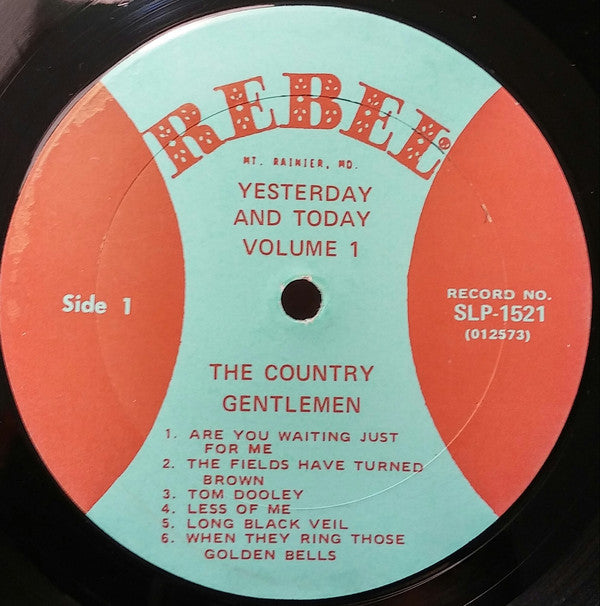 REBEL®
MT. RAINIER, MD.
YESTERDAY
AND TODAY
VOLUME 1
Side 1
RECORD NO.
SLP-1521
(012573)
THE COUNTRY
GENTLEMEN
1. ARE YOU WAITING JUST
FOR ME
2. THE FIELDS HAVE TURNED
BROWN
3. TOM DOOLEY
4. LESS OF ME
5. LONG BLACK VEIL
6. WHEN THEY RING THOSE
GOLDEN BELLS